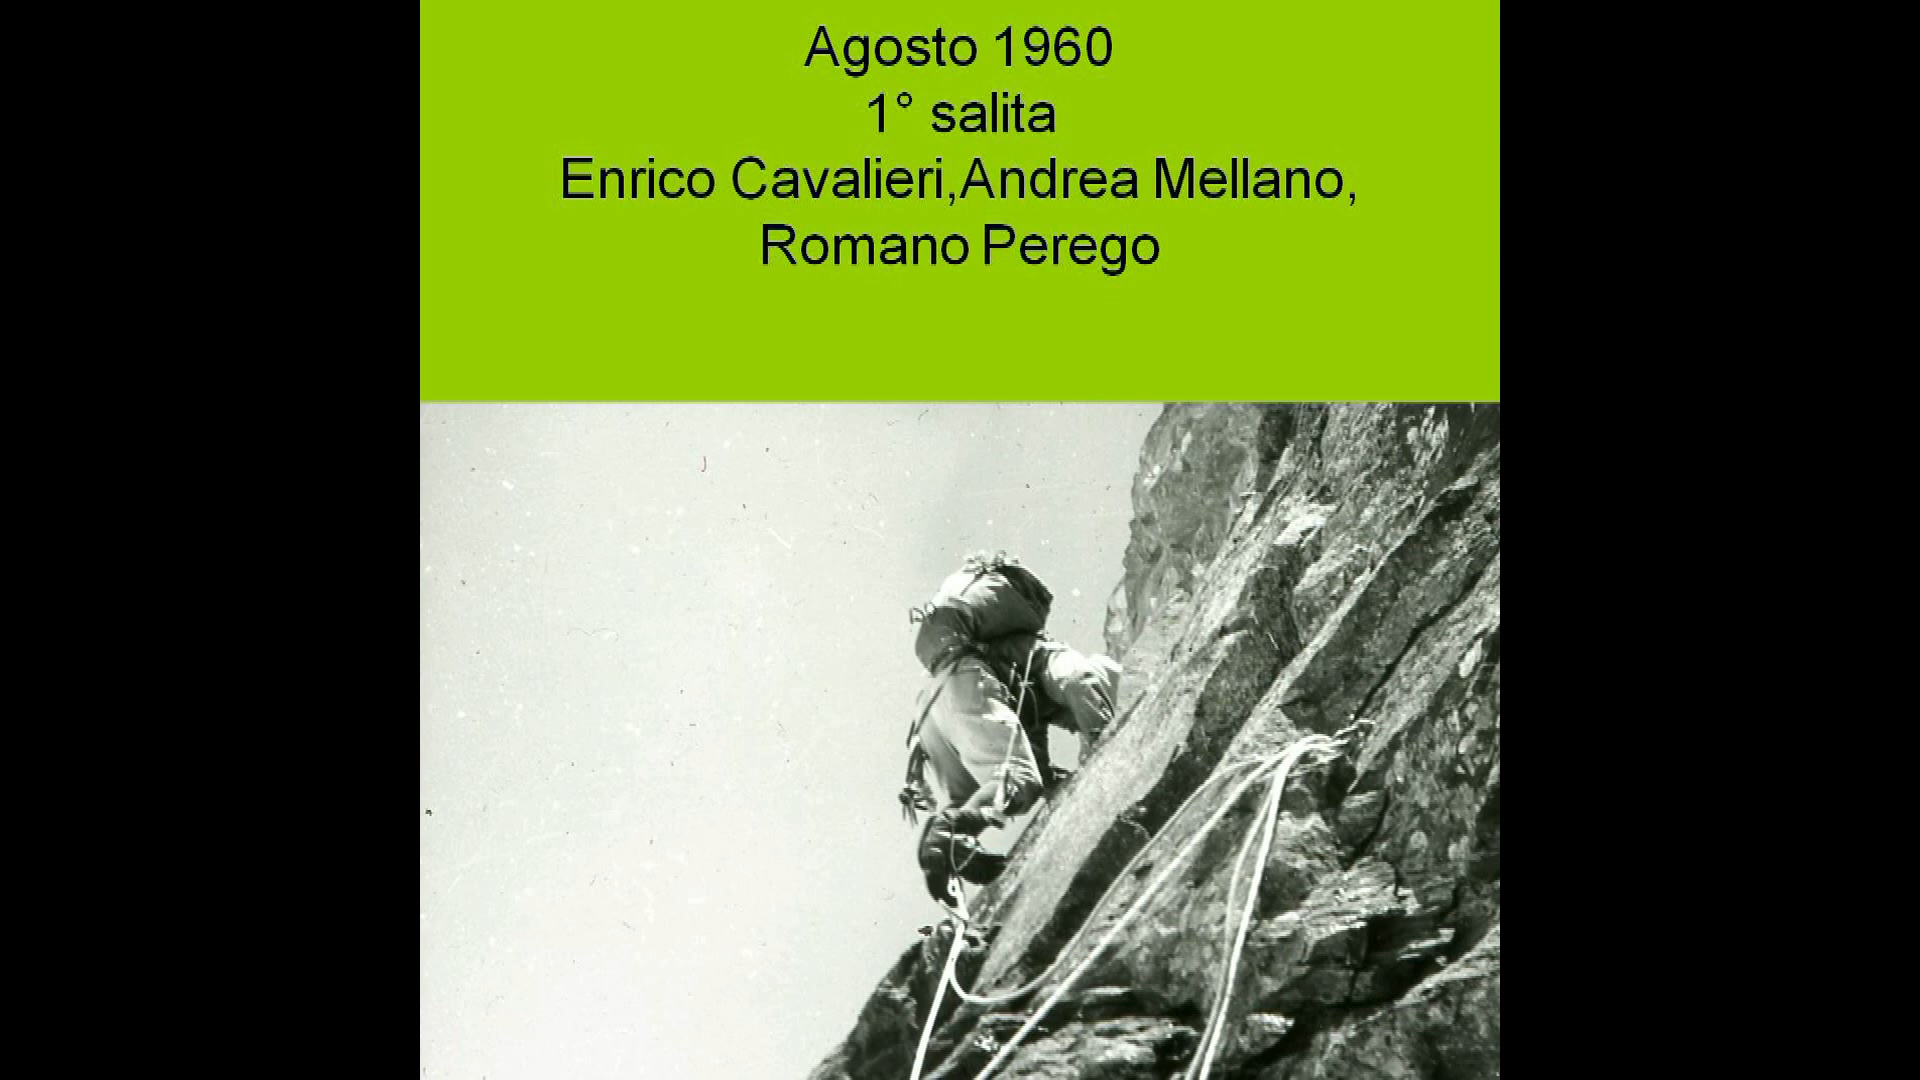 Agosto 1960
1° salita
Enrico Cavalieri,Andrea Mellano,
Romano Perego